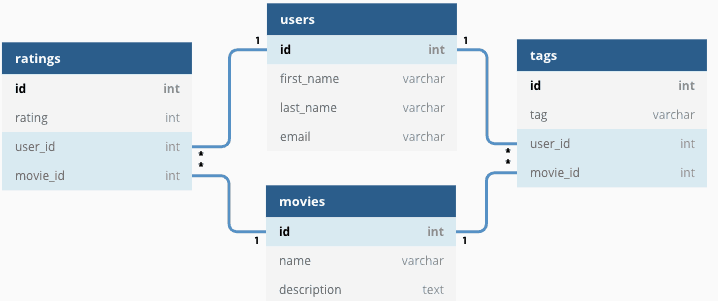 ratings
id int
rating int
user_id int
movie_id int
users
id int
first_name varchar
last_name varchar
email varchar
movies
id int
name varchar
description text
tags
id int
tag varchar
user_id int
movie_id int
1
1
*
*
*
*
1
1